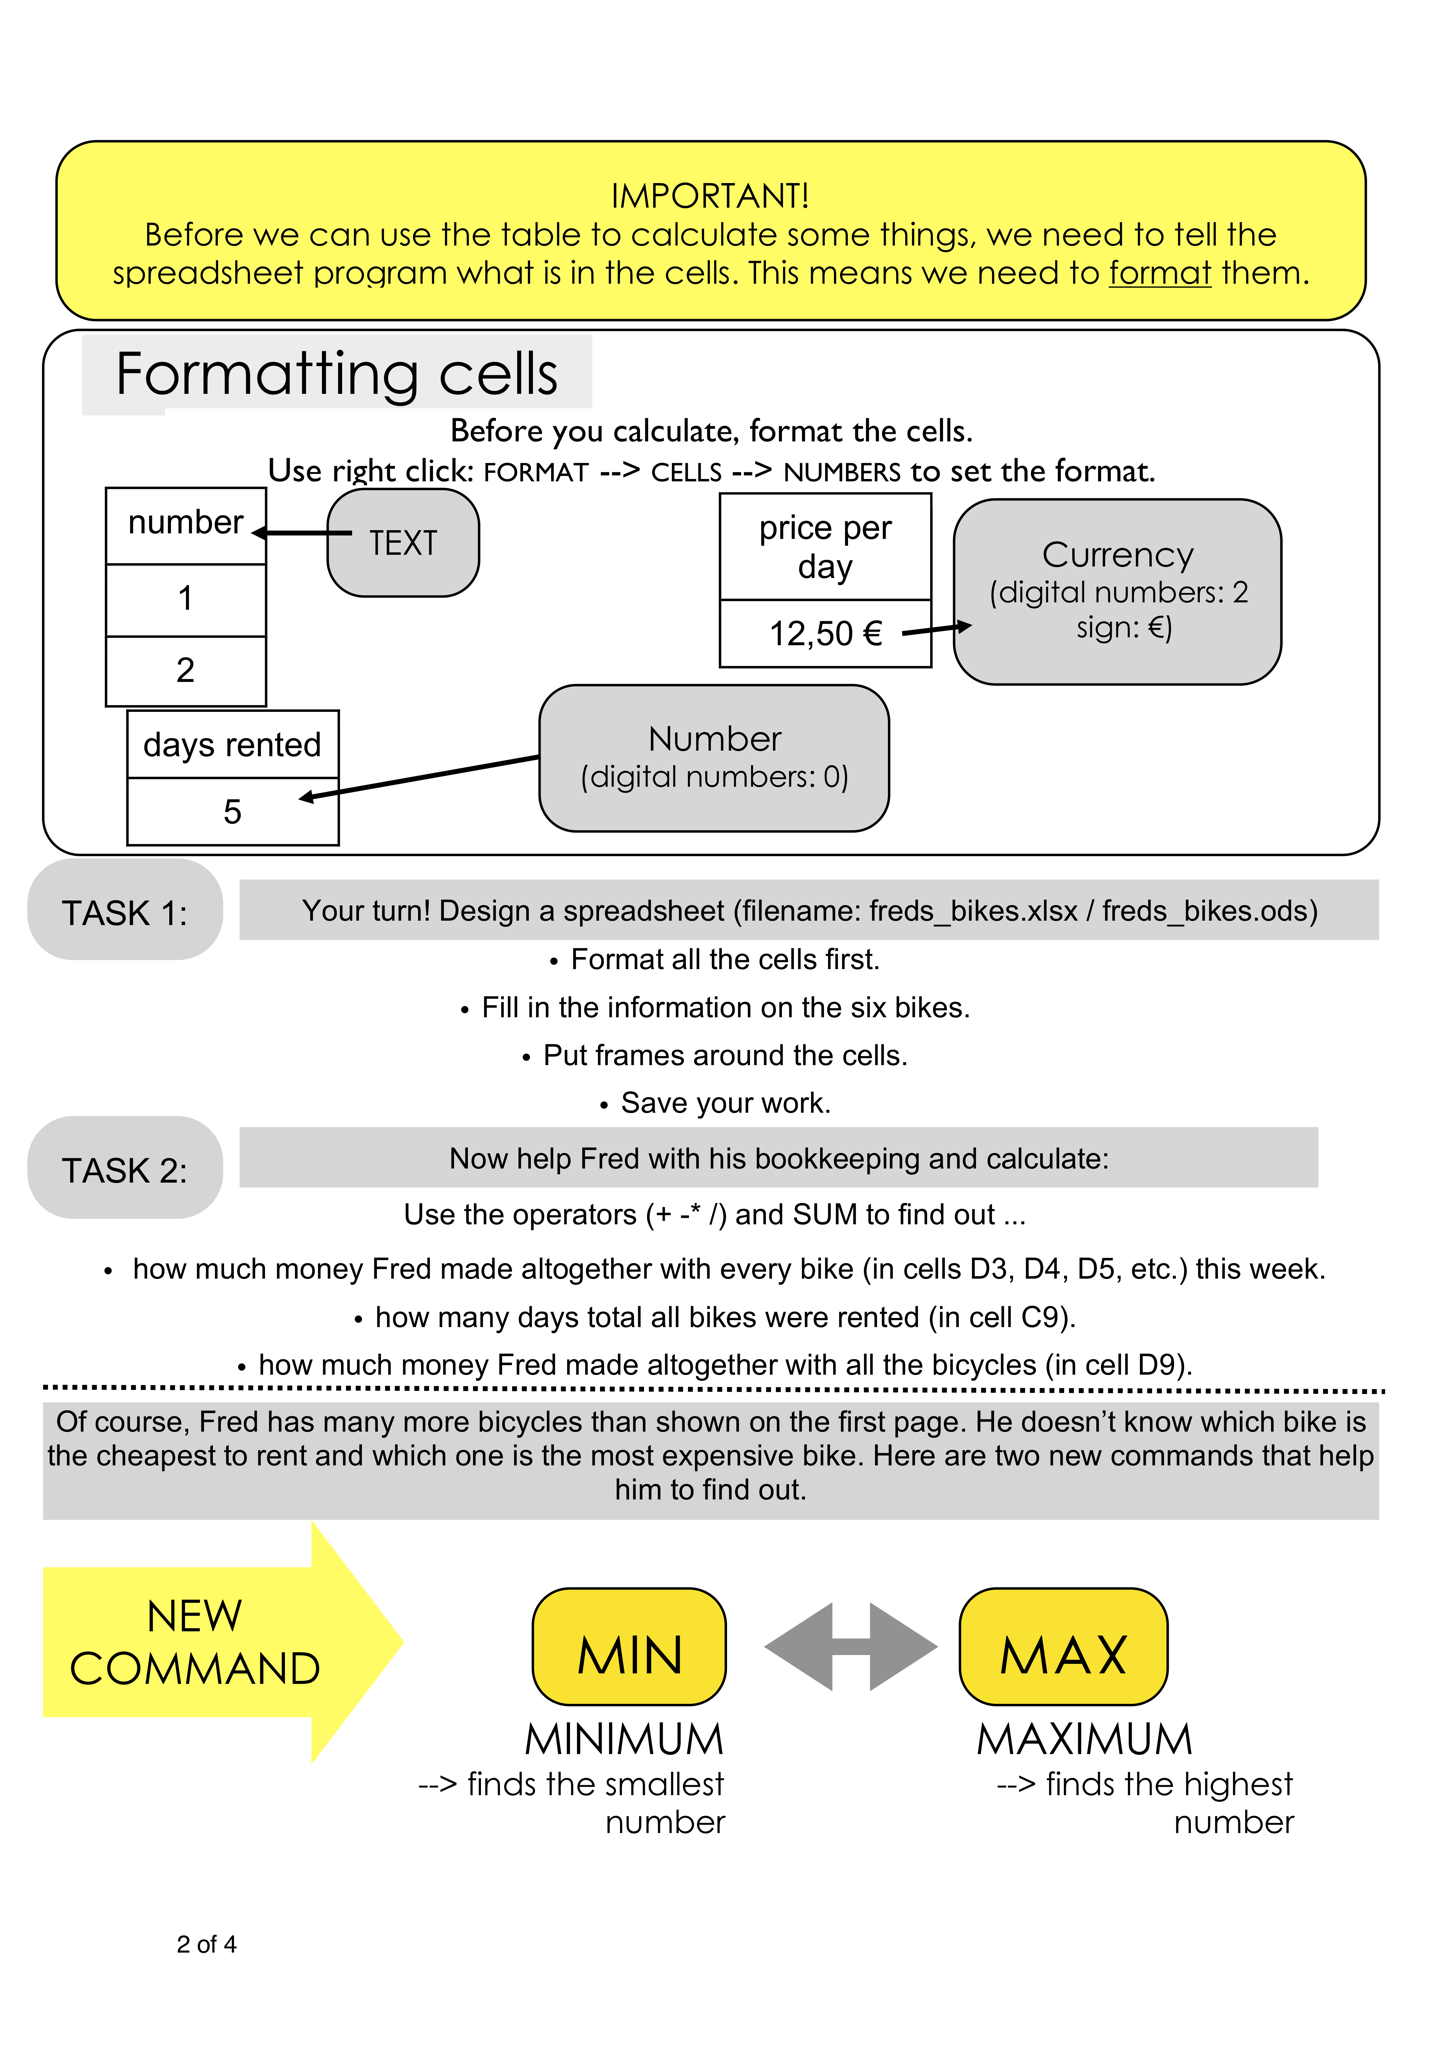 IMPORTANT!
Before we can use the table to calculate some things, we need to tell the
spreadsheet program what is in the cells. This means we need to format them.
Formatting cells
Before you calculate, format the cells.
Use right click: FORMAT --> CELLS --> NUMBERS to set the format.
number
1
2
TEXT
price per
day
12,50 €
Currency
(digital numbers: 2
sign: €)
days rented
5
Number
(digital numbers: 0)
TASK 1:
Your turn! Design a spreadsheet (filename: freds_bikes.xlsx / freds_bikes.ods)
• Format all the cells first.
• Fill in the information on the six bikes.
• Put frames around the cells.
• Save your work.
TASK 2:
Now help Fred with his bookkeeping and calculate:
Use the operators (+ -* /) and SUM to find out ...
• how much money Fred made altogether with every bike (in cells D3, D4, D5, etc.) this week.
• how many days total all bikes were rented (in cell C9).
• how much money Fred made altogether with all the bicycles (in cell D9).
Of course, Fred has many more bicycles than shown on the first page. He doesn’t know which bike is
the cheapest to rent and which one is the most expensive bike. Here are two new commands that help
him to find out.
NEW
COMMAND
MIN
MINIMUM
--> finds the smallest
number
MAX
MAXIMUM
--> finds the highest
number
2 of 4